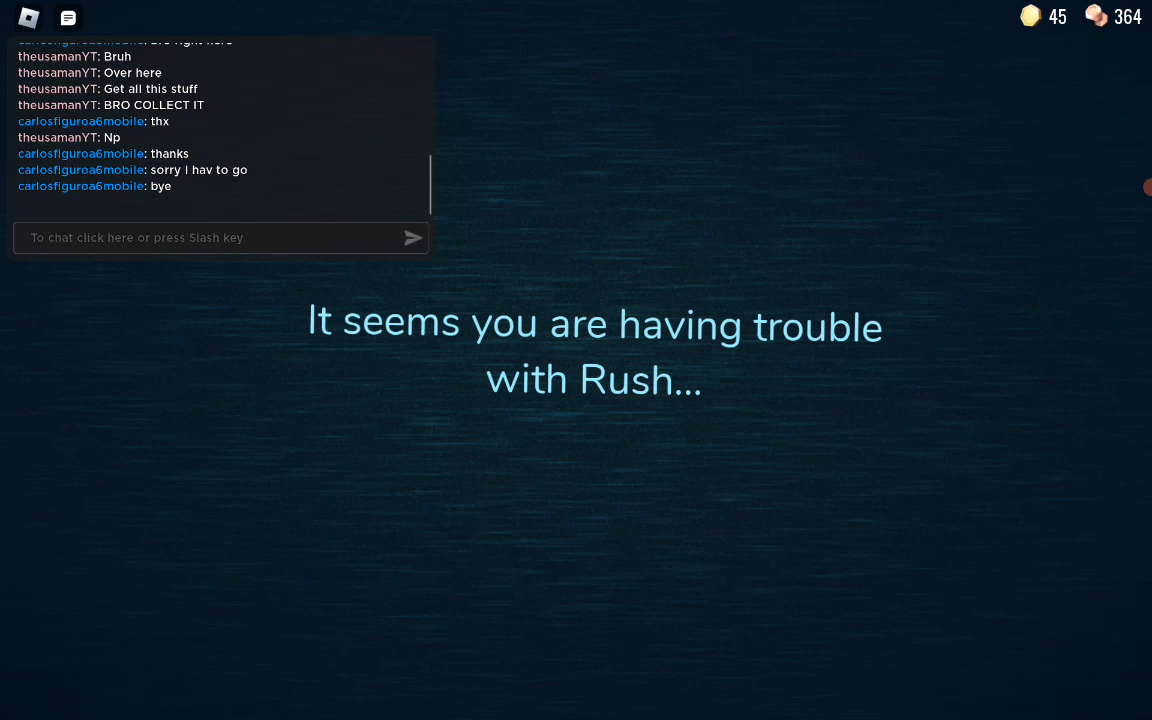 45 364
theusamanYT: Bruh
theusamanYT: Over here
theusamanYT: Get all this stuff
theusamanYT: BRO COLLECT IT
carlosfiguroa6mobile: thx
theusamanYT: Np
carlosfiguroa6mobile: thanks
carlosfiguroa6mobile: sorry I hav to go
carlosfiguroa6mobile: bye
To chat click here or press Slash key
It seems you are having trouble
with Rush...